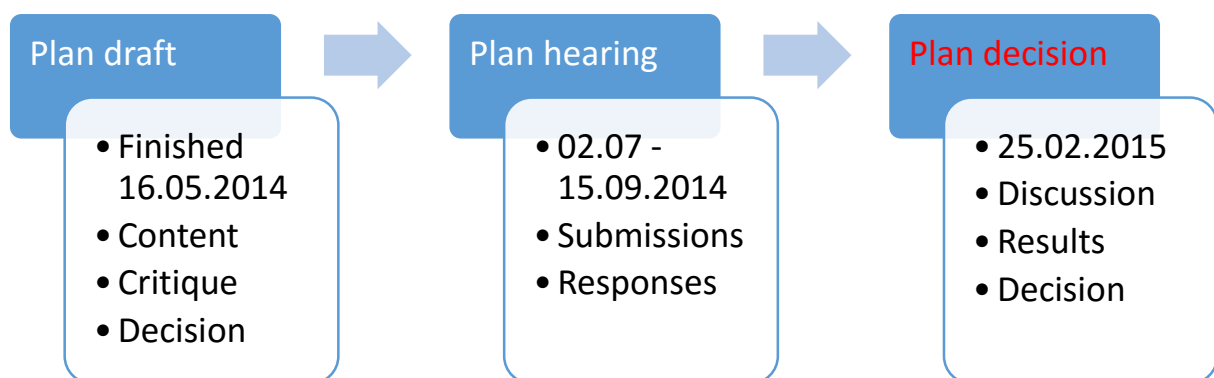 Plan draft
• Finished
16.05.2014
• Content
• Critique
• Decision
Plan hearing
• 02.07 -
15.09.2014
• Submissions
• Responses
Plan decision
• 25.02.2015
• Discussion
• Results
• Decision